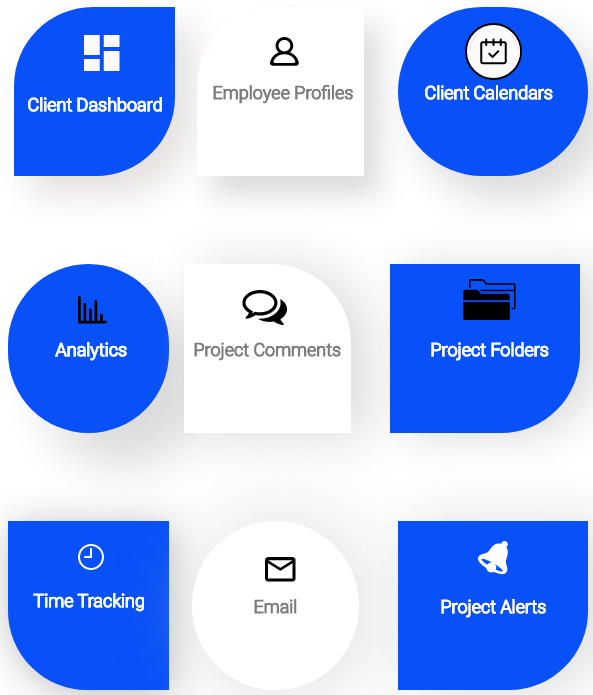 Client Dashboard
Employee Profiles
Client Calendars
Analytics
Project Comments
Project Folders
Time Tracking
Email
Project Alerts